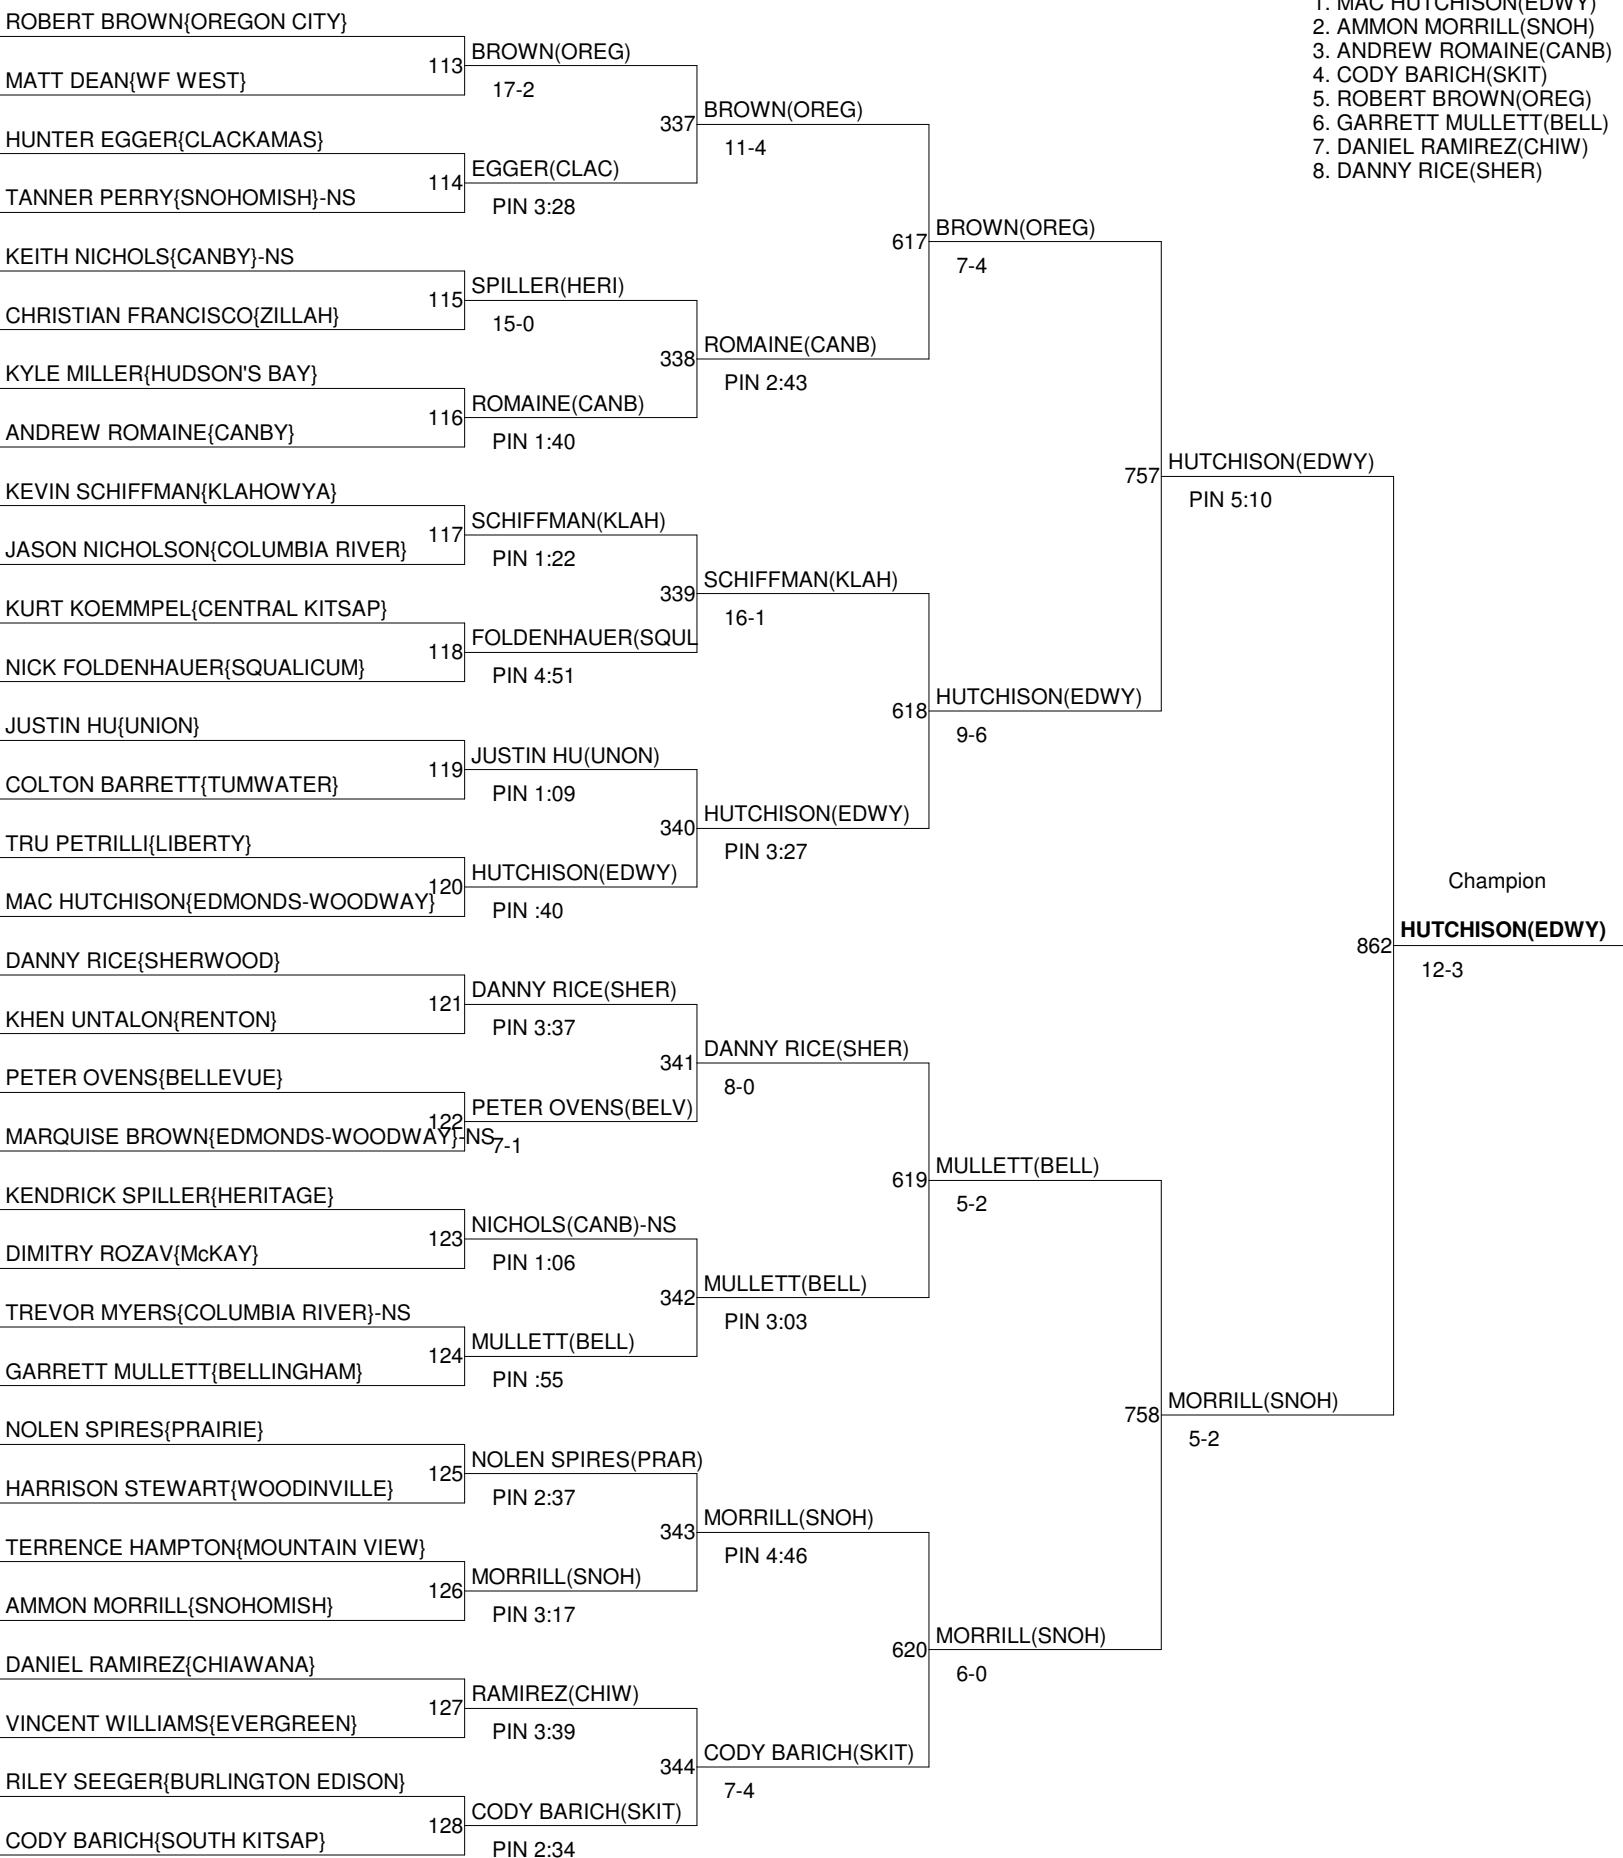 1. MAC HUTCHISON(EDWY)
2. AMMON MORRILL(SNOH)
3. ANDREW ROMAINE(CANB)
4. CODY BARICH(SKIT)
5. ROBERT BROWN(OREG)
6. GARRETT MULLETT(BELL)
7. DANIEL RAMIREZ(CHIW)
8. DANNY RICE(SHER)
ROBERT BROWN{OREGON CITY}
MATT DEAN{WF WEST}
HUNTER EGGER{CLACKAMAS}
TANNER PERRY{SNOHOMISH}-NS
KEITH NICHOLS{CANBY}-NS
CHRISTIAN FRANCISCO{ZILLAH}
KYLE MILLER{HUDSON'S BAY}
ANDREW ROMAINE{CANBY}
KEVIN SCHIFFMAN{KLAHOWYA}
JASON NICHOLSON{COLUMBIA RIVER}
KURT KOEMMPEL{CENTRAL KITSAP}
NICK FOLDENHAUER{SQUALICUM}
JUSTIN HU{UNION}
COLTON BARRETT{TUMWATER}
TRU PETRILLI{LIBERTY}
MAC HUTCHISON{EDMONDS-WOODWAY}
DANNY RICE{SHERWOOD}
KHEN UNTALON{RENTON}
PETER OVENS{BELLEVUE}
MARQUISE BROWN{EDMONDS-WOODWAY}-NS
KENDRICK SPILLER{HERITAGE}
DIMITRY ROZAV{McKAY}
TREVOR MYERS{COLUMBIA RIVER}-NS
GARRETT MULLETT{BELLINGHAM}
NOLEN SPIRES{PRAIRIE}
HARRISON STEWART{WOODINVILLE}
TERRENCE HAMPTON{MOUNTAIN VIEW}
AMMON MORRILL{SNOHOMISH}
DANIEL RAMIREZ{CHIAWANA}
VINCENT WILLIAMS{EVERGREEN}
RILEY SEEGER{BURLINGTON EDISON}
CODY BARICH{SOUTH KITSAP}
113 BROWN(OREG)
17-2
114 EGGER(CLAC)
PIN 3:28
115 SPILLER(HERI)
15-0
116 ROMAINE(CANB)
PIN 1:40
117 SCHIFFMAN(KLAH)
PIN 1:22
118 FOLDENHAUER(SQUL
PIN 4:51
119 JUSTIN HU(UNON)
PIN 1:09
120 HUTCHISON(EDWY)
PIN :40
121 DANNY RICE(SHER)
PIN 3:37
122 PETER OVENS(BELV)
7-1
123 NICHOLS(CANB)-NS
PIN 1:06
124 MULLETT(BELL)
PIN :55
125 NOLEN SPIRES(PRAR)
PIN 2:37
126 MORRILL(SNOH)
PIN 3:17
127 RAMIREZ(CHIW)
PIN 3:39
128 CODY BARICH(SKIT)
PIN 2:34
337 BROWN(OREG)
11-4
338 ROMAINE(CANB)
PIN 2:43
339 SCHIFFMAN(KLAH)
16-1
340 HUTCHISON(EDWY)
PIN 3:27
341 DANNY RICE(SHER)
8-0
342 MULLETT(BELL)
PIN 3:03
343 MORRILL(SNOH)
PIN 4:46
344 CODY BARICH(SKIT)
7-4
617 BROWN(OREG)
7-4
618 HUTCHISON(EDWY)
9-6
619 MULLETT(BELL)
5-2
620 MORRILL(SNOH)
6-0
757 HUTCHISON(EDWY)
PIN 5:10
758 MORRILL(SNOH)
5-2
Champion
862 HUTCHISON(EDWY)
12-3